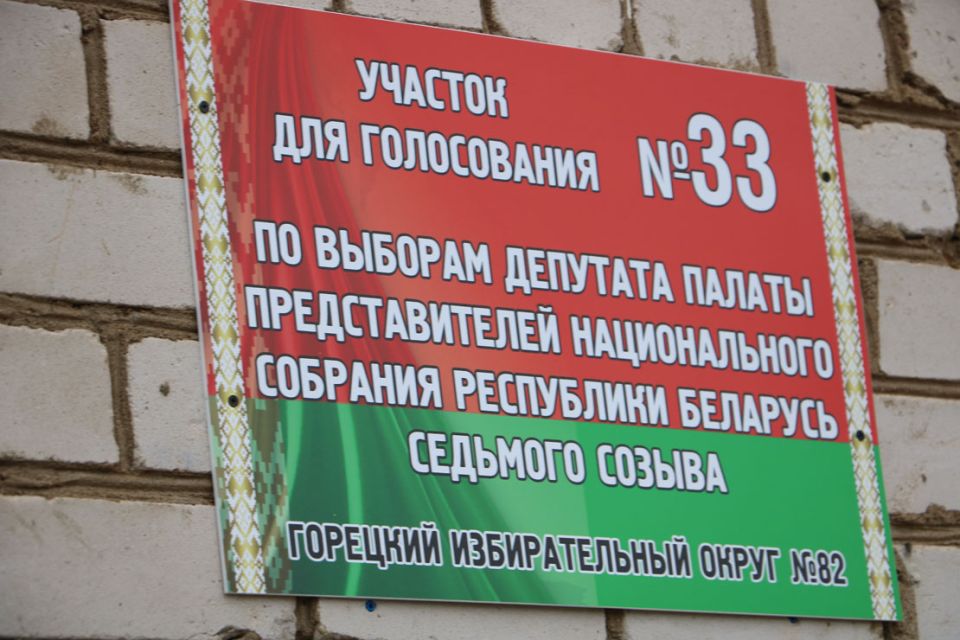 УЧАСТОК
ДЛЯ ГОЛОСОВАНИЯ №33
ПО ВЫБОРАМ ДЕПУТАТА ПАЛАТЫ
ПРЕДСТАВИТЕЛЕЙ НАЦИОНАЛЬНОГО
СОБРАНИЯ РЕСПУБЛИКИ БЕЛАРУСЬ
СЕДЬМОГО СОЗЫВА
ГОРЕЦКИЙ ИЗБИРАТЕЛЬНЫЙ ОКРУГ №82